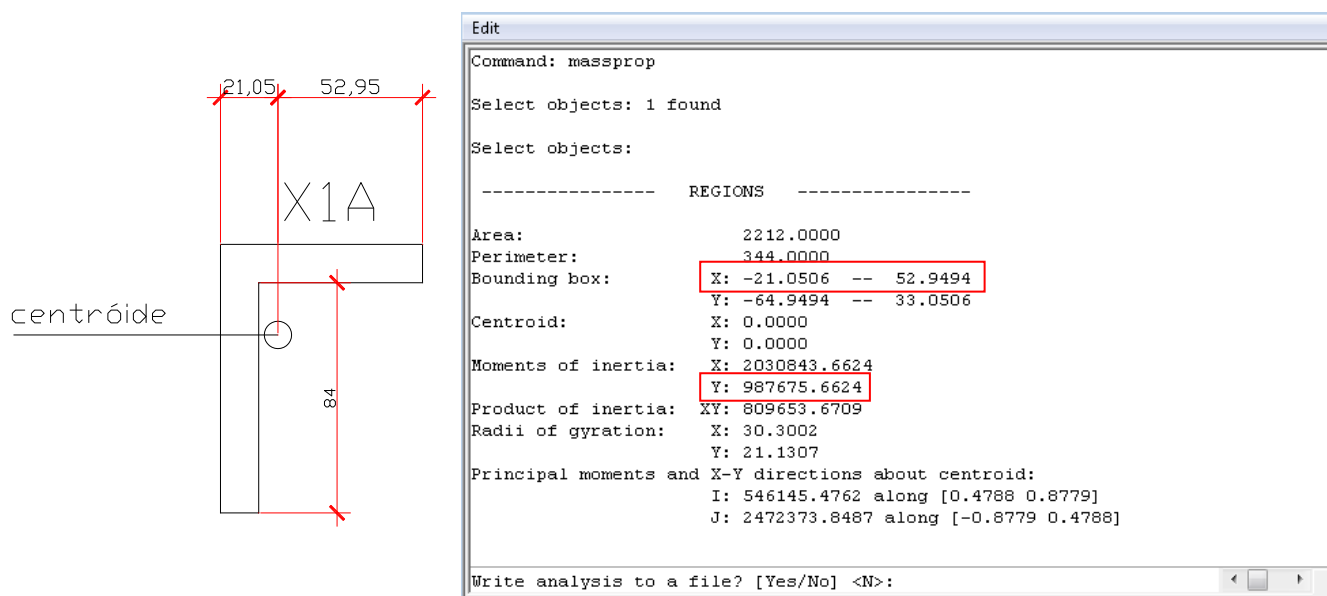 21,05
52,95
X1A
centróide
84
Edit
Command: massprop
Select objects: 1 found
Select objects:
---------------- REGIONS ----------------
Area: 2212.0000
Perimeter: 344.0000
Bounding box: X: -21.0506 -- 52.9494
Y: -64.9494 -- 33.0506
Centroid: X: 0.0000
Y: 0.0000
Moments of inertia: X: 2030843.6624
Y: 987675.6624
Product of inertia: XY: 809653.6709
Radii of gyration: X: 30.3002
Y: 21.1307
Principal moments and X-Y directions about centroid:
I: 546145.4762 along [0.4788 0.8779]
J: 2472373.8487 along [-0.8779 0.4788]
Write analysis to a file? [Yes/No] <N>: